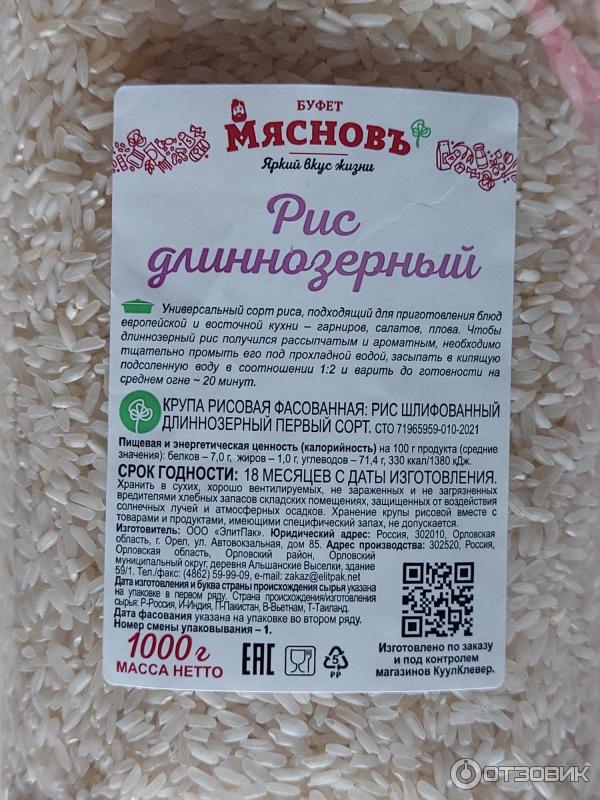 БУФЕТ
МЯСНОВЪ
Яркий вкус жизни
Рис
длиннозерный
Универсальный сорт риса, подходящий для приготовления блюд
европейской и восточной кухни – гарниров, салатов, плова. Чтобы
длиннозерный рис получился рассыпчатым и ароматным, необходимо
тщательно промыть его под прохладной водой, засыпать в кипящую
подсоленную воду в соотношении 1:2 и варить до готовности на
среднем огне ~ 20 минут.
КРУПА РИСОВАЯ ФАСОВАННАЯ: РИС ШЛИФОВАННЫЙ
ДЛИННОЗЕРНЫЙ ПЕРВЫЙ СОРТ. СТО 71965959-010-2021
Пищевая и энергетическая ценность (калорийность) на 100 г продукта (средние
значения): белков – 7,0 г, жиров – 1,0 г, углеводов – 71,4 г, 330 ккал/1380 кДж.
СРОК ГОДНОСТИ: 18 МЕСЯЦЕВ С ДАТЫ ИЗГОТОВЛЕНИЯ.
Хранить в сухих, хорошо вентилируемых, не зараженных и не загрязненных
вредителями хлебных запасов складских помещениях, защищенных от воздействия
солнечных лучей и атмосферных осадков. Хранение крупы рисовой вместе с
товарами и продуктами, имеющими специфический запах, не допускается.
Изготовитель: ООО «ЭлитПак». Юридический адрес: Россия, 302010, Орловская
область, г. Орел, ул. Автовокзальная, дом 85. Адрес производства: 302520, Россия,
Орловская область, Орловский район, Орловский
муниципальный округ, деревня Альшанские Выселки, здание
59/1. Тел./факс: (4862) 59-99-09, e-mail: zakaz@elitpak.net
Дата изготовления и буква страны происхождения сырья указана
на упаковке в первом ряду. Страна происхождения/изготовления
сырья: Р-Россия, И-Индия, П-Пакистан, В-Вьетнам, Т-Таиланд.
Дата фасования указана на упаковке во втором ряду.
Номер смены упаковывания – 1.
1000 г
МАССА НЕТТО
EAC
5
PP
Изготовлено по заказу
и под контролем
магазинов КуулКлевер.
ОТЗОВИК